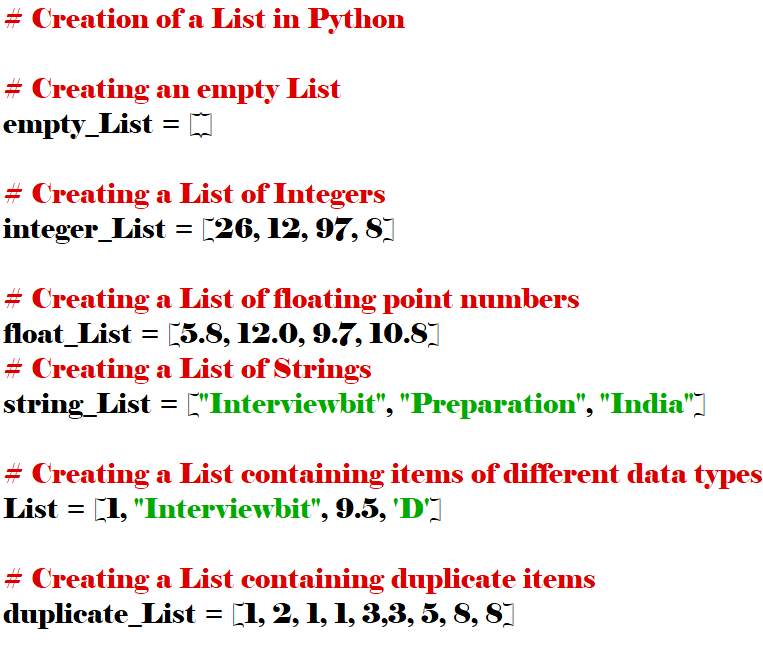 # Creation of a List in Python
# Creating an empty List
empty_List = []
# Creating a List of Integers
integer_List = [26, 12, 97, 8]
# Creating a List of floating point numbers
float_List = [5.8, 12.0, 9.7, 10.8]
# Creating a List of Strings
string_List = ["Interviewbit", "Preparation", "India"]
# Creating a List containing items of different data types
List = [1, "Interviewbit", 9.5, 'D']
# Creating a List containing duplicate items
duplicate_List = [1, 2, 1, 1, 3,3, 5, 8, 8]